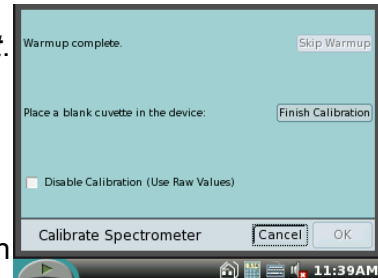 Warmup complete.
Skip Warmup
Place a blank cuvette in the device:
Finish Calibration
Disable Calibration (Use Raw Values)
Calibrate Spectrometer
Cancel
OK
11:39AM